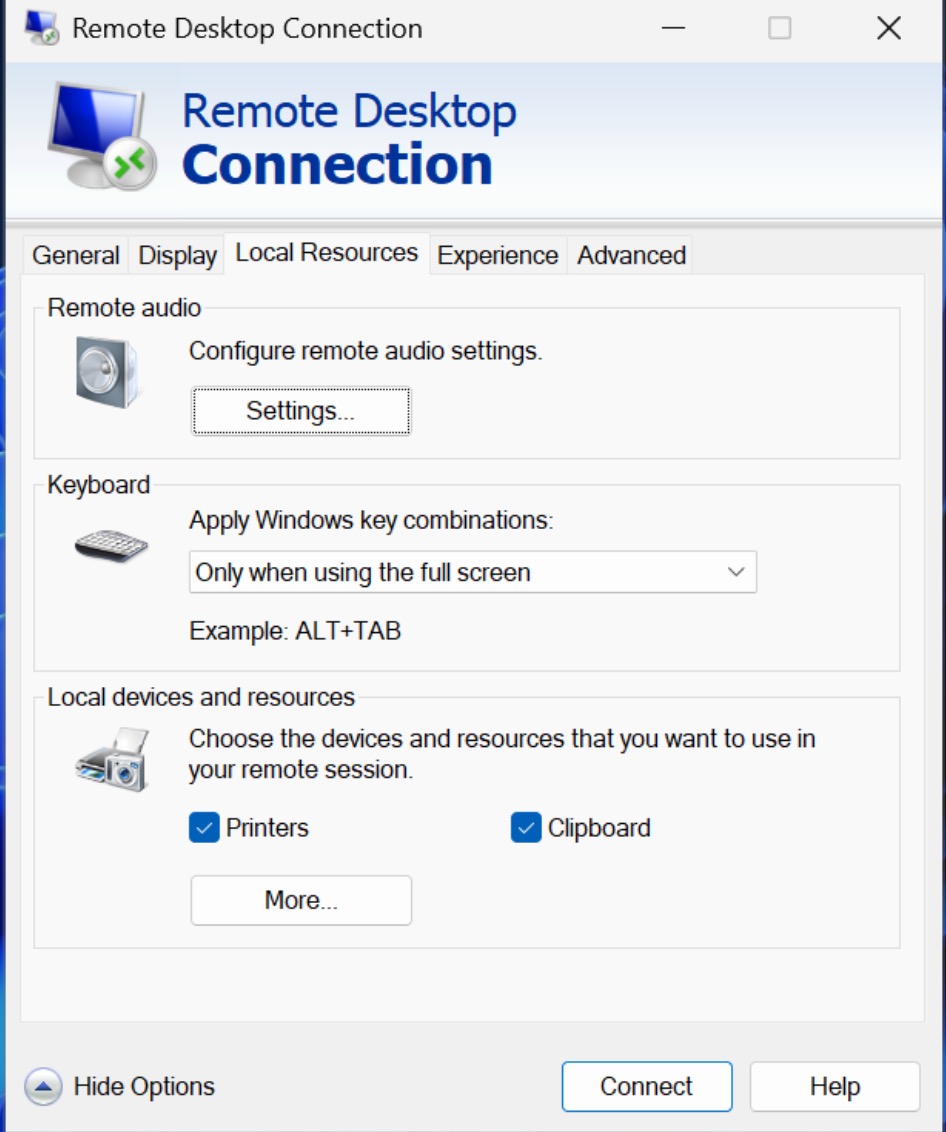 Remote Desktop Connection
Remote Desktop
Connection
General Display Local Resources Experience Advanced
Remote audio
Configure remote audio settings.
Settings...
Keyboard
Apply Windows key combinations:
Only when using the full screen
Example: ALT+TAB
Local devices and resources
Choose the devices and resources that you want to use in
your remote session.
Printers Clipboard
More...
Hide Options Connect Help